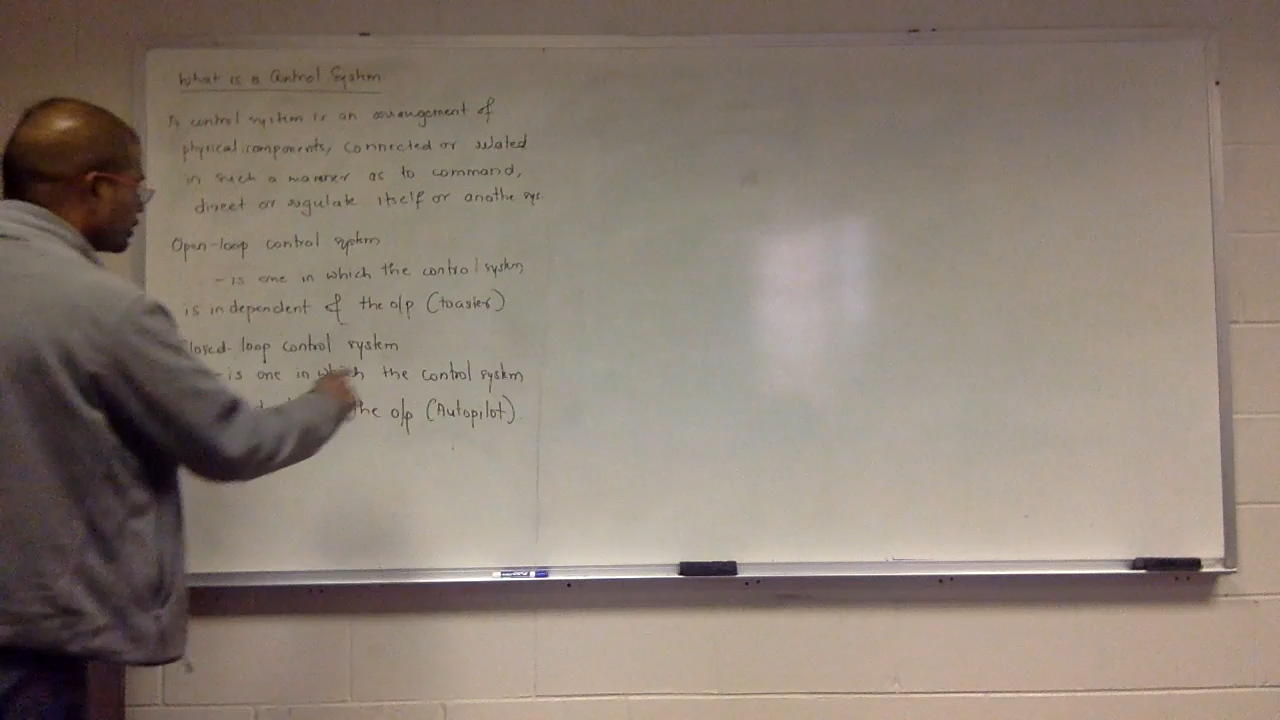 What is a Control System
A control system is an arrangement of
physical components, connected or related
in such a manner as to command,
direct or regulate itself or anothe sys.
Open-loop control system
- is one in which the control system
is independent of the o/p (toaster)
losed-loop control system
- is one in which the control system
the o/p (Autopilot).